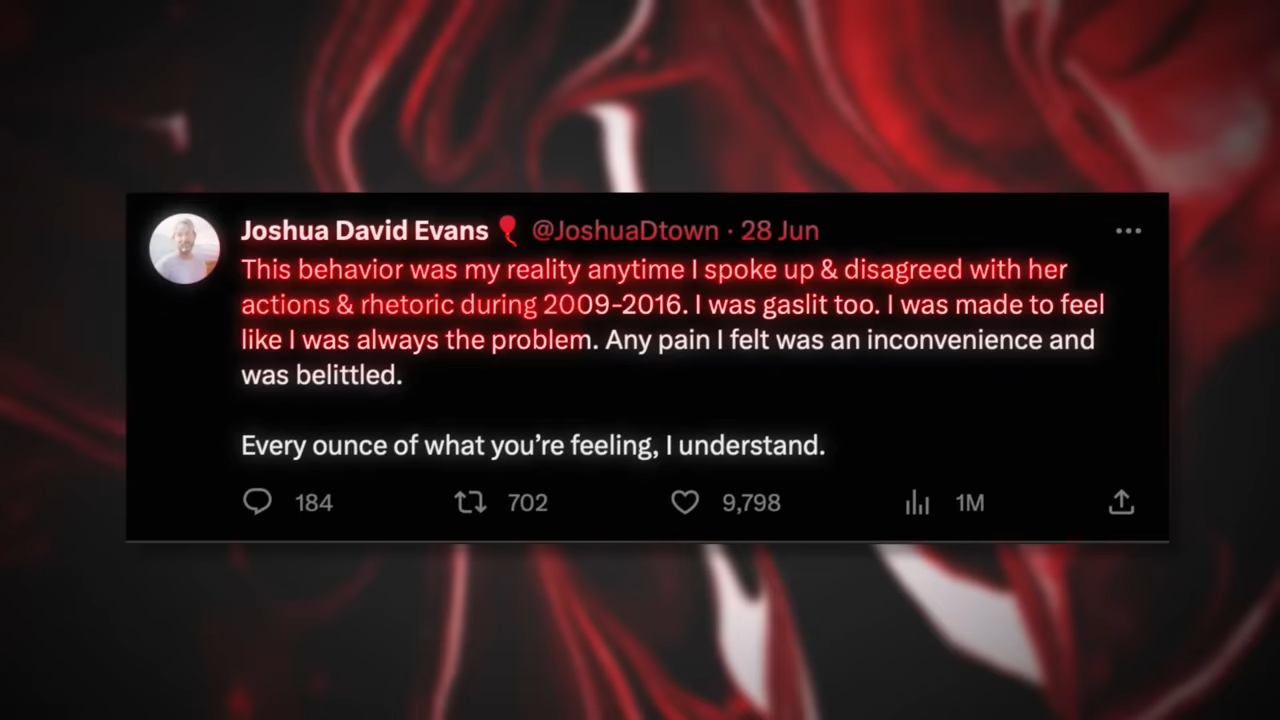 Joshua David Evans🎈 @JoshuaDtown · 28 Jun
This behavior was my reality anytime I spoke up & disagreed with her
actions & rhetoric during 2009-2016. I was gaslit too. I was made to feel
like I was always the problem. Any pain I felt was an inconvenience and
was belittled.
Every ounce of what you’re feeling, I understand.
184 702 9,798 1M